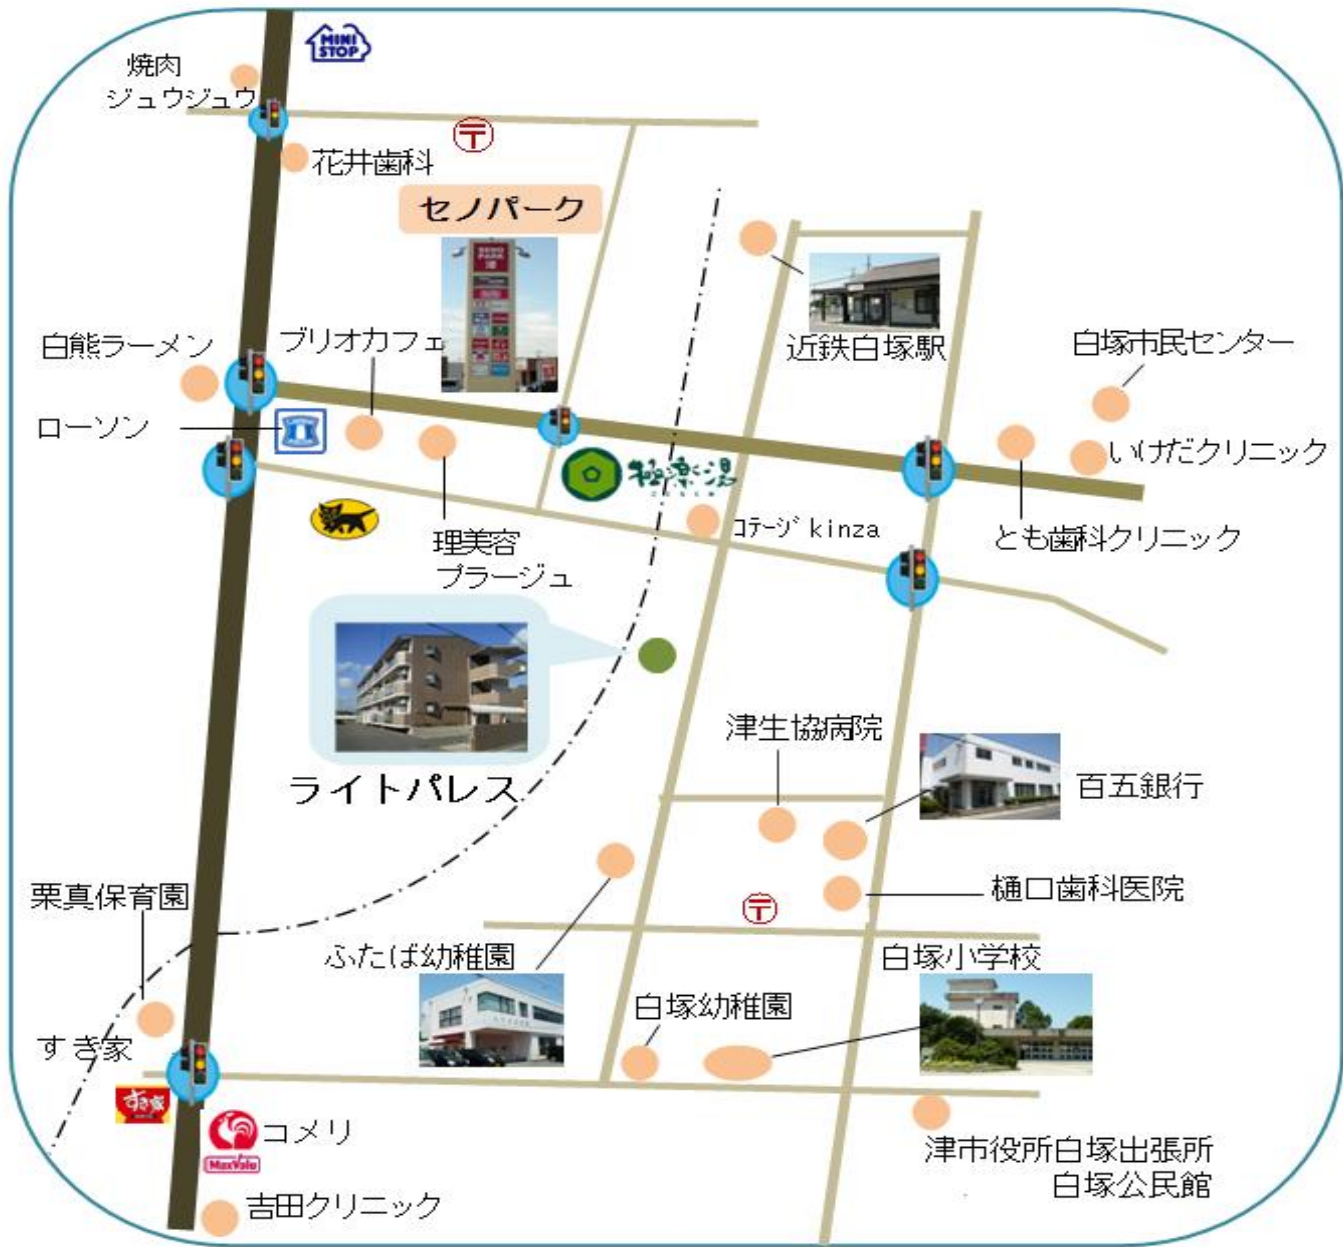 MINI
STOP
焼肉
ジュウジュウ
〒
花井歯科
セノパーク
SENO
PARK
津
近鉄白塚駅
白熊ラーメン
ブリオカフェ
白塚市民センター
ローソン
いけだクリニック
極楽湯
コテージkinza
とも歯科クリニック
理美容
プラージュ
ライトパレス
津生協病院
百五銀行
栗真保育園
樋口歯科医院
〒
ふたば幼稚園
白塚小学校
白塚幼稚園
すき家
すき家
コメリ
MaxValu
津市役所白塚出張所
白塚公民館
吉田クリニック